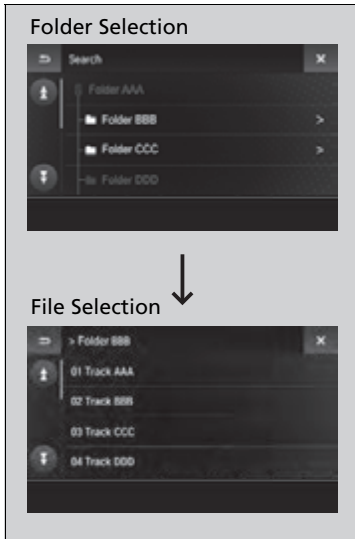 Folder Selection
Search
Folder AAA
Folder BBB
Folder CCC
Folder DDD
File Selection
> Folder BBB
01 Track AAA
02 Track BBB
03 Track CCC
04 Track DDD